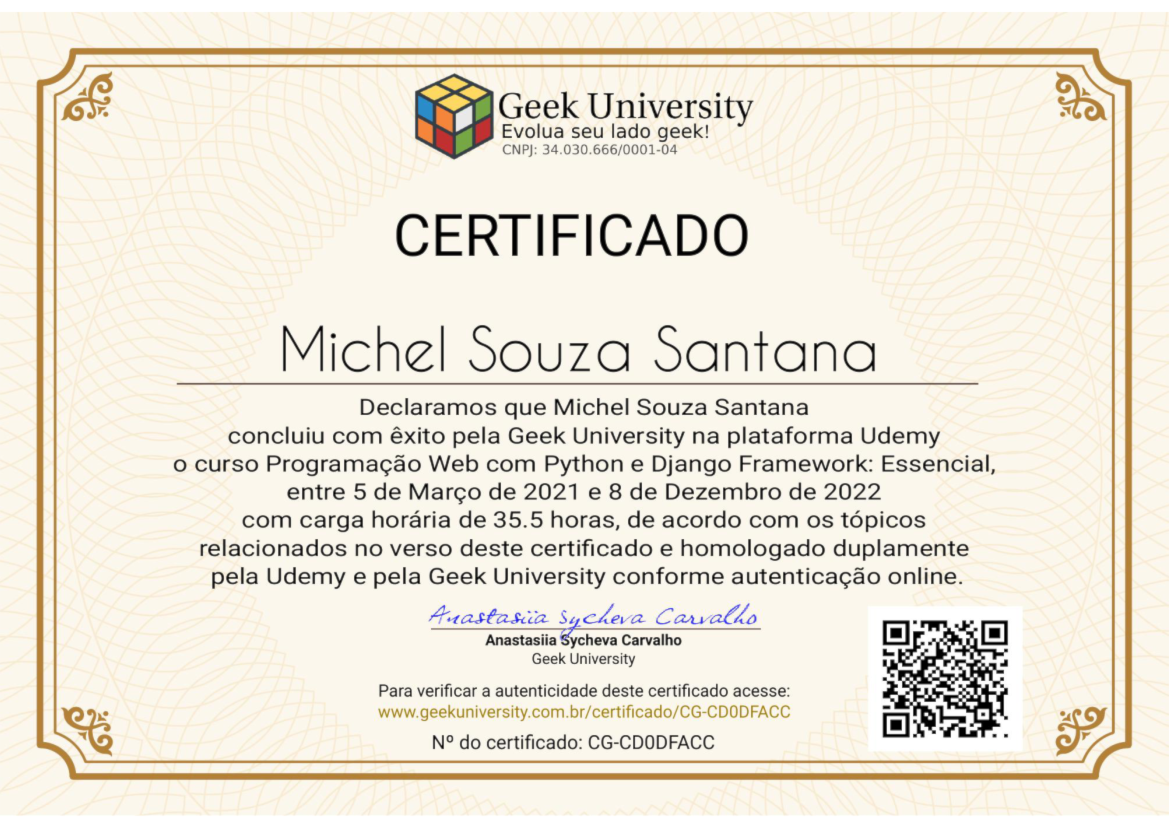 Geek University
Evolua seu lado geek!
CNPJ: 34.030.666/0001-04
CERTIFICADO
Michel Souza Santana
Declaramos que Michel Souza Santana
concluiu com êxito pela Geek University na plataforma Udemy
o curso Programação Web com Python e Django Framework: Essencial,
entre 5 de Março de 2021 e 8 de Dezembro de 2022
com carga horária de 35.5 horas, de acordo com os tópicos
relacionados no verso deste certificado e homologado duplamente
pela Udemy e pela Geek University conforme autenticação online.
Anastasiia Sycheva Carvalho
Anastasiia Sycheva Carvalho
Geek University
Para verificar a autenticidade deste certificado acesse:
www.geekuniversity.com.br/certificado/CG-CD0DFACC
Nº do certificado: CG-CD0DFACC